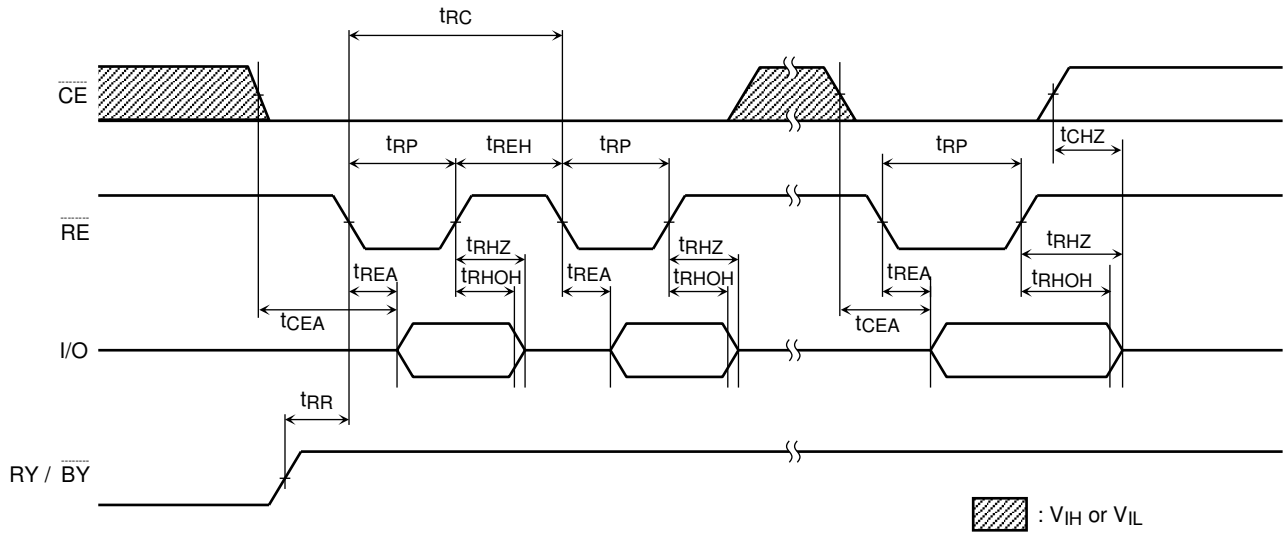 tRC
CE
tCHZ
tRP tREH tRP tRP
RE
tRHZ tRHZ tRHZ
tREA tREA tREA
tRHOH tRHOH tRHOH
tCEA tCEA
I/O
tRR
RY / BY
: VIH or VIL